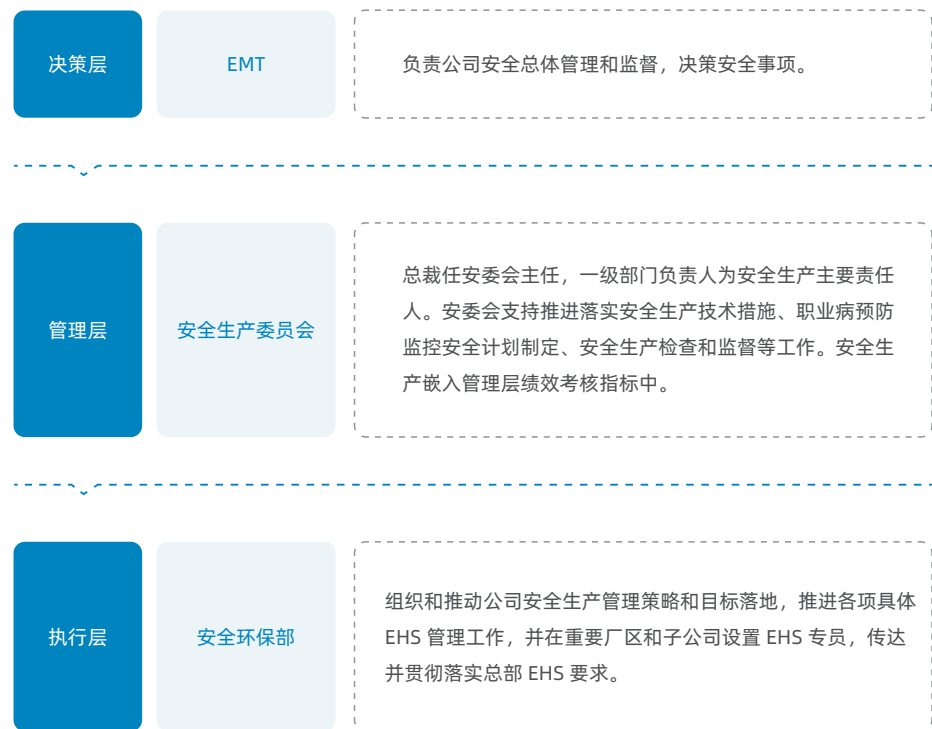 决策层
EMT
负责公司安全总体管理和监督，决策安全事项。
管理层
安全生产委员会
总裁任安委会主任，一级部门负责人为安全生产主要责任
人。安委会支持推进落实安全生产技术措施、职业病预防
监控安全计划制定、安全生产检查和监督等工作。安全生
产嵌入管理层绩效考核指标中。
执行层
安全环保部
组织和推动公司安全生产管理策略和目标落地，推进各项具体
EHS 管理工作，并在重要厂区和子公司设置 EHS 专员，传达
并贯彻落实总部 EHS 要求。